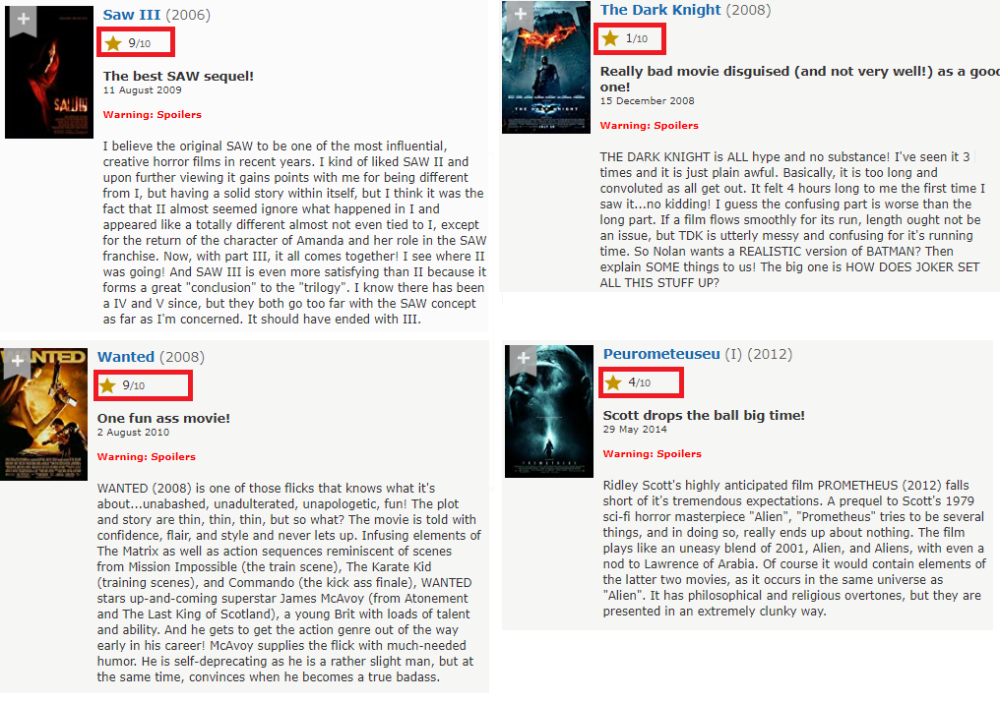 Saw III (2006)
9/10
The best SAW sequel!
11 August 2009
Warning: Spoilers
I believe the original SAW to be one of the most influential,
creative horror films in recent years. I kind of liked SAW II and
upon further viewing it gains points with me for being different
from I, but having a solid story within itself, but I think it was the
fact that II almost seemed ignore what happened in I and
appeared like a totally different almost not even tied to I, except
for the return of the character of Amanda and her role in the SAW
franchise. Now, with part III, it all comes together! I see where II
was going! And SAW III is even more satisfying than II because it
forms a great "conclusion" to the "trilogy". I know there has been
a IV and V since, but they both go too far with the SAW concept
as far as I'm concerned. It should have ended with III.
The Dark Knight (2008)
1/10
Really bad movie disguised (and not very well!) as a good
one!
15 December 2008
Warning: Spoilers
THE DARK KNIGHT is ALL hype and no substance! I've seen it 3
times and it is just plain awful. Basically, it is too long and
convoluted as all get out. It felt 4 hours long to me the first time I
saw it...no kidding! I guess the confusing part is worse than the
long part. If a film flows smoothly for its run, length ought not be
an issue, but TDK is utterly messy and confusing for it's running
time. So Nolan wants a REALISTIC version of BATMAN? Then
explain SOME things to us! The big one is HOW DOES JOKER SET
ALL THIS STUFF UP?
WANTED
Wanted (2008)
9/10
One fun ass movie!
2 August 2010
Warning: Spoilers
WANTED (2008) is one of those flicks that knows what it's
about...unabashed, unadulterated, unapologetic, fun! The plot
and story are thin, thin, thin, but so what? The movie is told with
confidence, flair, and style and never lets up. Infusing elements of
The Matrix as well as action sequences reminiscent of scenes
from Mission Impossible (the train scene), The Karate Kid
(training scenes), and Commando (the kick ass finale), WANTED
stars up-and-coming superstar James McAvoy (from Atonement
and The Last King of Scotland), a young Brit with loads of talent
and ability. And he gets to get the action genre out of the way
early in his career! McAvoy supplies the flick with much-needed
humor. He is self-deprecating as he is a rather slight man, but at
the same time, convinces when he becomes a true badass.
PROMETHEUS
Peurometeuseu (I) (2012)
4/10
Scott drops the ball big time!
29 May 2014
Warning: Spoilers
Ridley Scott's highly anticipated film PROMETHEUS (2012) falls
short of it's tremendous expectations. A prequel to Scott's 1979
sci-fi horror masterpiece "Alien", "Prometheus" tries to be several
things, and in doing so, really ends up about nothing. The film
plays like an uneasy blend of 2001, Alien, and Aliens, with even a
nod to Lawrence of Arabia. Of course it would contain elements of
the latter two movies, as it occurs in the same universe as
"Alien". It has philosophical and religious overtones, but they are
presented in an extremely clunky way.